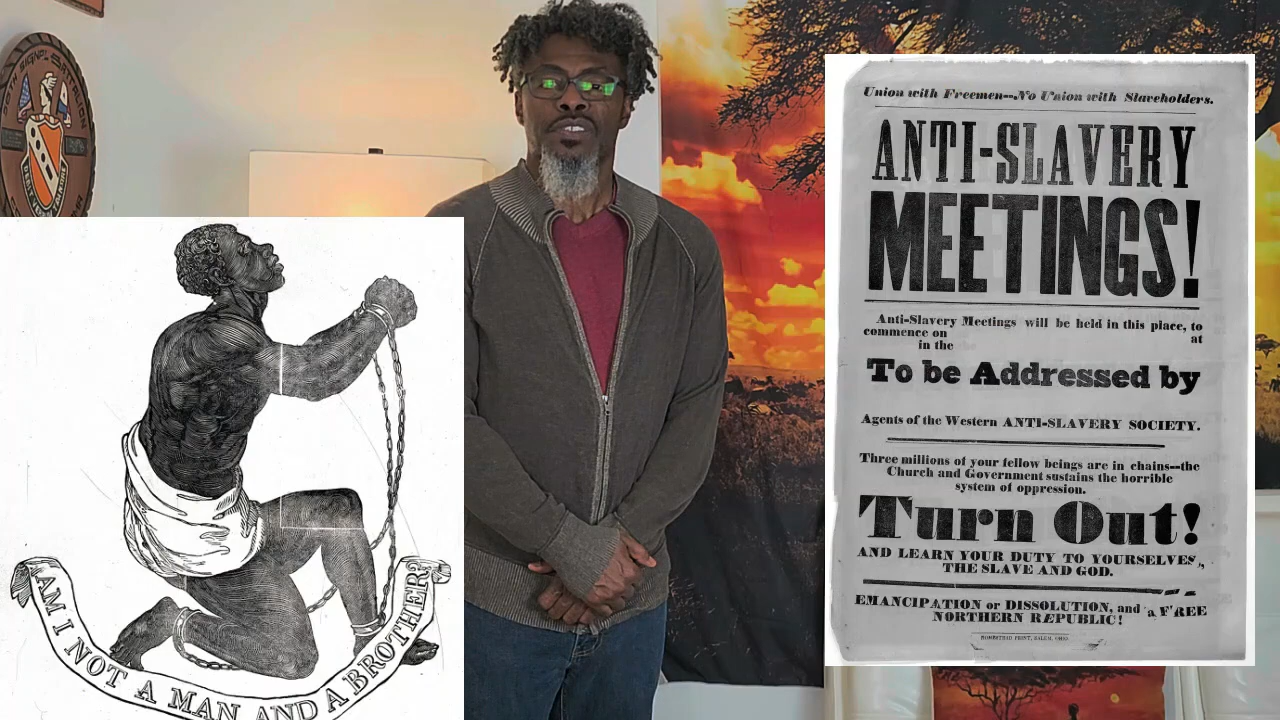 AM I NOT A MAN AND A BROTHER?
Union with Freemen--No Union with Slaveholders.
ANTI-SLAVERY
MEETINGS!
Anti-Slavery Meetings will be held in this place, to
commence on at
in the
To be Addressed by
Agents of the Western ANTI-SLAVERY SOCIETY.
Three millions of your fellow beings are in chains--the
Church and Government sustains the horrible
system of oppression.
Turn Out!
AND LEARN YOUR DUTY TO YOURSELVES,
THE SLAVE AND GOD.
EMANCIPATION or DISSOLUTION, and a FREE
NORTHERN REPUBLIC!
HOMESTEAD PRINT, SALEM, OHIO